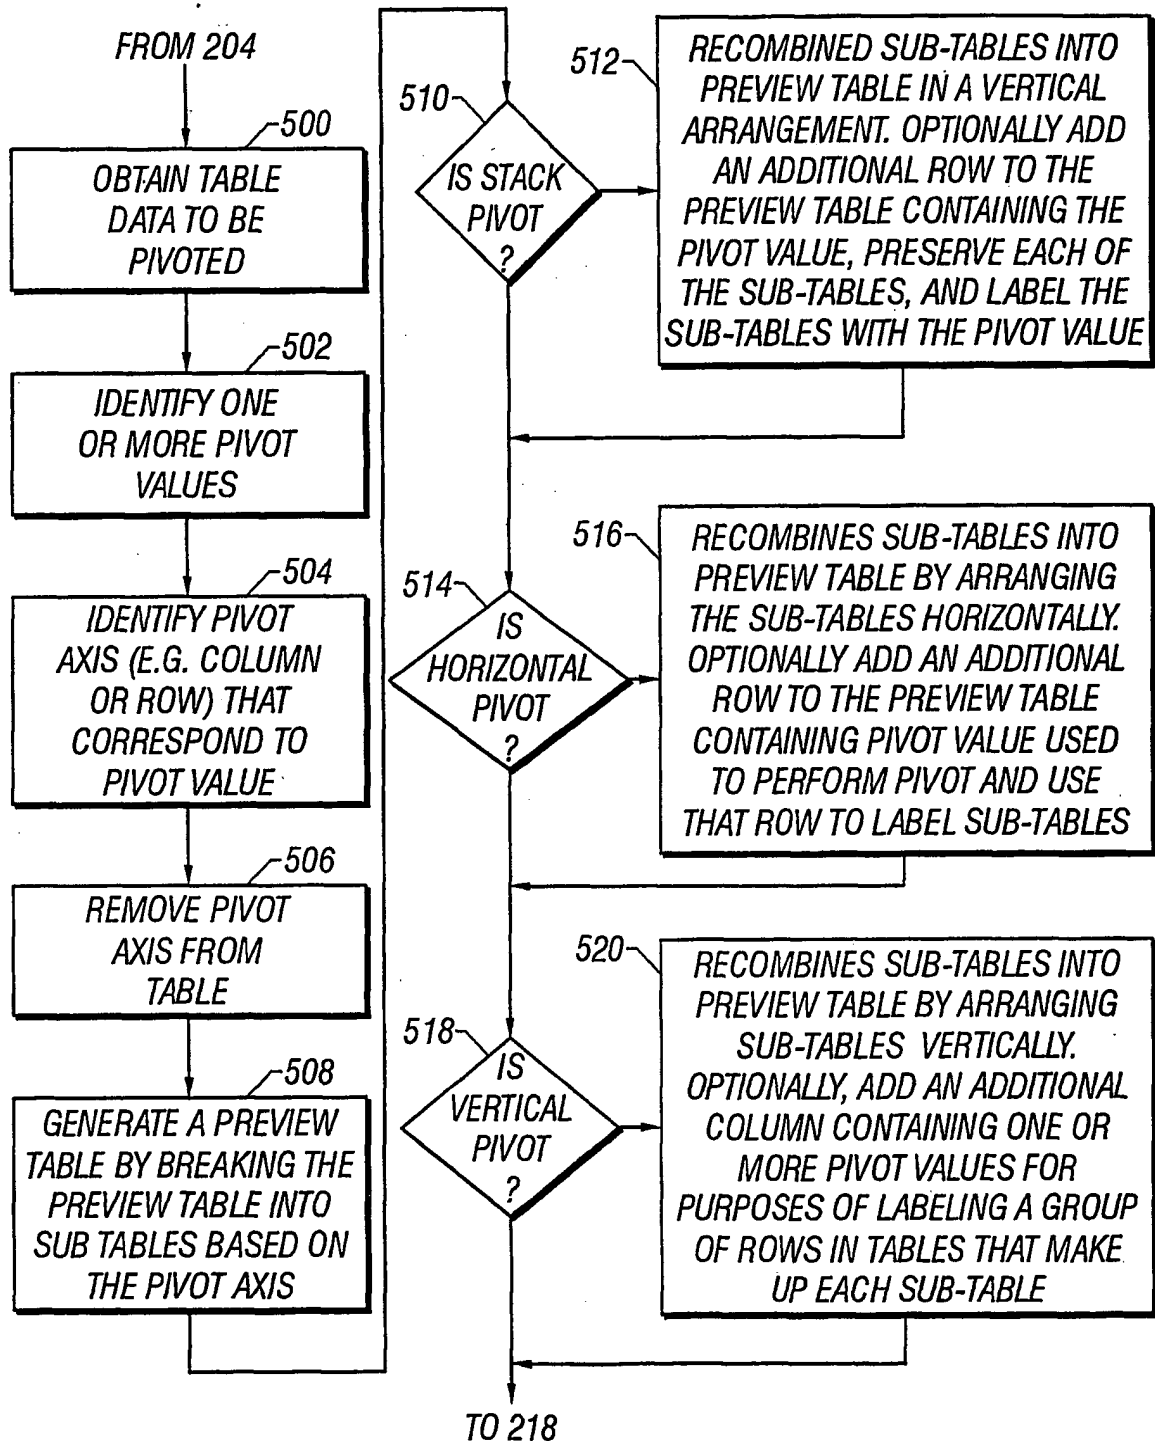 FROM 204
500
OBTAIN TABLE
DATA TO BE
PIVOTED
502
IDENTIFY ONE
OR MORE PIVOT
VALUES
504
IDENTIFY PIVOT
AXIS (E.G. COLUMN
OR ROW) THAT
CORRESPOND TO
PIVOT VALUE
506
REMOVE PIVOT
AXIS FROM
TABLE
508
GENERATE A PREVIEW
TABLE BY BREAKING THE
PREVIEW TABLE INTO
SUB TABLES BASED ON
THE PIVOT AXIS
510
IS STACK
PIVOT
?
512
RECOMBINED SUB-TABLES INTO
PREVIEW TABLE IN A VERTICAL
ARRANGEMENT. OPTIONALLY ADD
AN ADDITIONAL ROW TO THE
PREVIEW TABLE CONTAINING THE
PIVOT VALUE, PRESERVE EACH OF
THE SUB-TABLES, AND LABEL THE
SUB-TABLES WITH THE PIVOT VALUE
514
IS
HORIZONTAL
PIVOT
?
516
RECOMBINES SUB-TABLES INTO
PREVIEW TABLE BY ARRANGING
THE SUB-TABLES HORIZONTALLY.
OPTIONALLY ADD AN ADDITIONAL
ROW TO THE PREVIEW TABLE
CONTAINING PIVOT VALUE USED
TO PERFORM PIVOT AND USE
THAT ROW TO LABEL SUB-TABLES
518
IS
VERTICAL
PIVOT
?
520
RECOMBINES SUB-TABLES INTO
PREVIEW TABLE BY ARRANGING
SUB-TABLES VERTICALLY.
OPTIONALLY, ADD AN ADDITIONAL
COLUMN CONTAINING ONE OR
MORE PIVOT VALUES FOR
PURPOSES OF LABELING A GROUP
OF ROWS IN TABLES THAT MAKE
UP EACH SUB-TABLE
TO 218